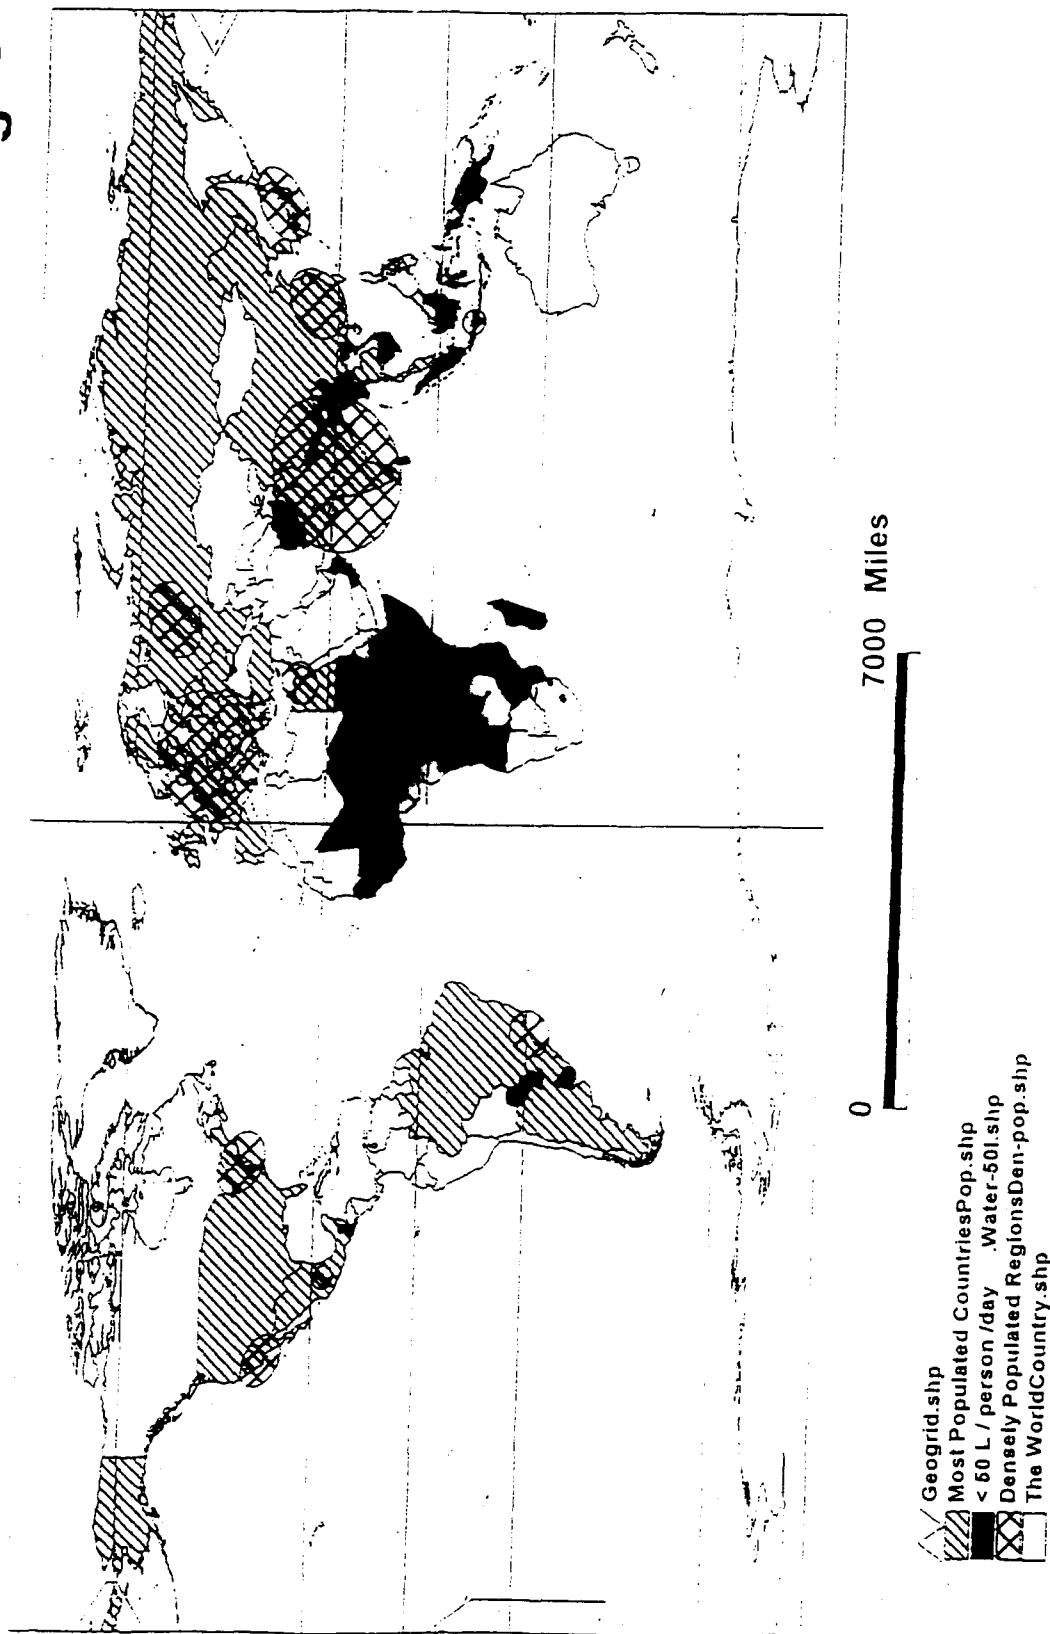 0 7000 Miles
Geogrid.shp
Most Populated CountriesPop.shp
< 50 L / person /day .Water-50l.shp
Densely Populated RegionsDen-pop.shp
The WorldCountry.shp